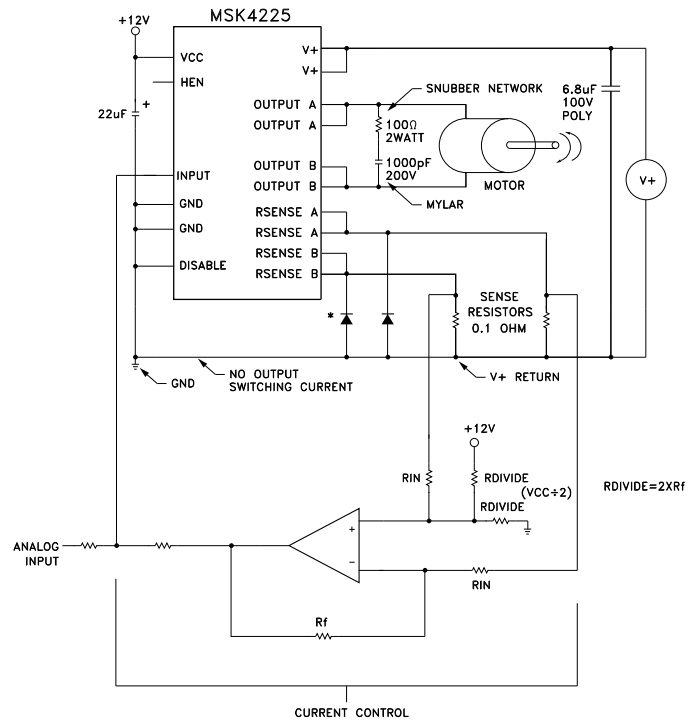 MSK4225
+12V
VCC
HEN
22uF
+
INPUT
GND
GND
DISABLE
V+
V+
OUTPUT A
OUTPUT A
OUTPUT B
OUTPUT B
RSENSE A
RSENSE A
RSENSE B
RSENSE B
SNUBBER NETWORK
100Ω
2WATT
1000pF
200V
MYLAR
MOTOR
6.8uF
100V
POLY
V+
*
SENSE
RESISTORS
0.1 OHM
GND
NO OUTPUT
SWITCHING CURRENT
V+ RETURN
+12V
RIN
RDIVIDE
(VCC÷2)
RDIVIDE
RDIVIDE=2XRf
ANALOG
INPUT
+
−
RIN
Rf
CURRENT CONTROL